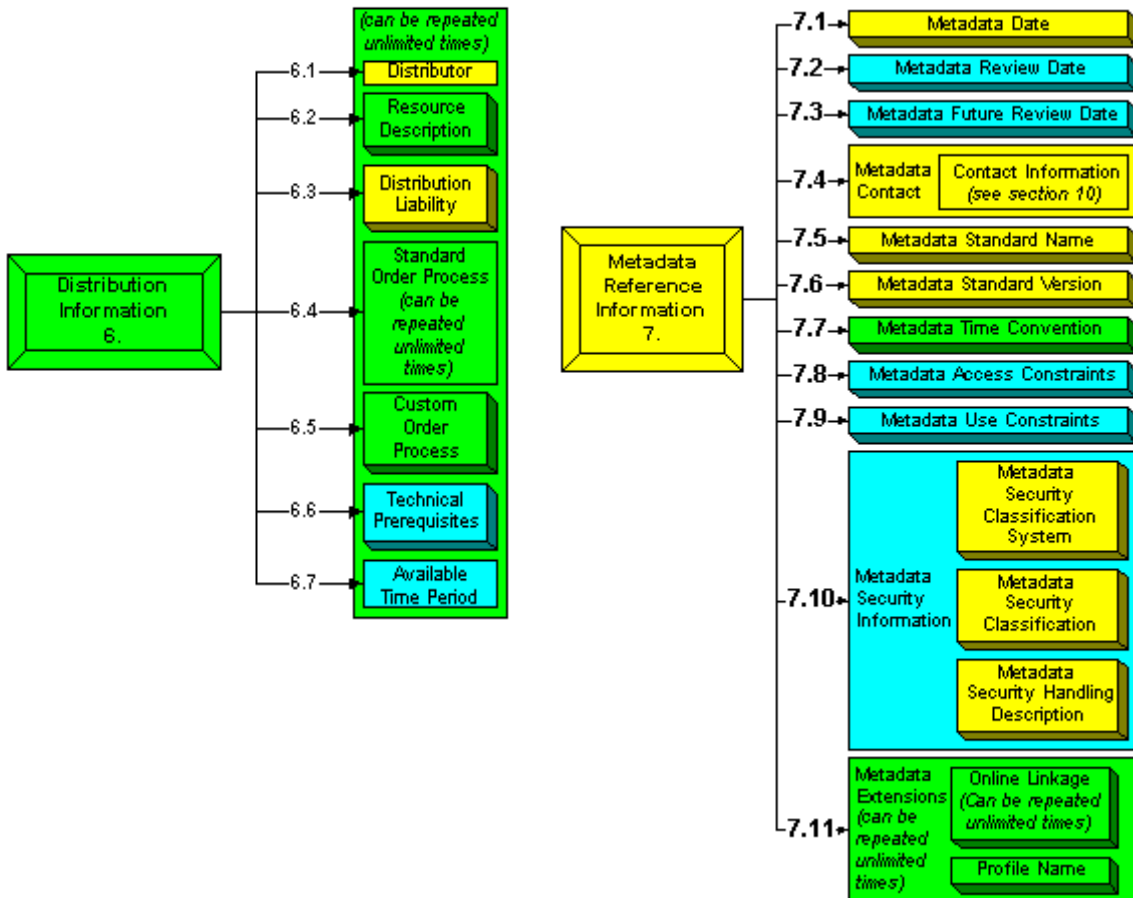 (can be repeated
unlimited times)
6.1
Distributor
6.2
Resource
Description
6.3
Distribution
Liability
Distribution
Information
6.
6.4
Standard
Order Process
(can be
repeated
unlimited
times)
6.5
Custom
Order
Process
6.6
Technical
Prerequisites
6.7
Available
Time Period
Metadata
Reference
Information
7.
7.1
Metadata Date
7.2
Metadata Review Date
7.3
Metadata Future Review Date
7.4
Metadata
Contact
Contact Information
(see section 10)
7.5
Metadata Standard Name
7.6
Metadata Standard Version
7.7
Metadata Time Convention
7.8
Metadata Access Constraints
7.9
Metadata Use Constraints
7.10
Metadata
Security
Information
Metadata
Security
Classification
System
Metadata
Security
Classification
Metadata
Security Handling
Description
7.11
Metadata
Extensions
(can be
repeated
unlimited
times)
Online Linkage
(Can be repeated
unlimited times)
Profile Name